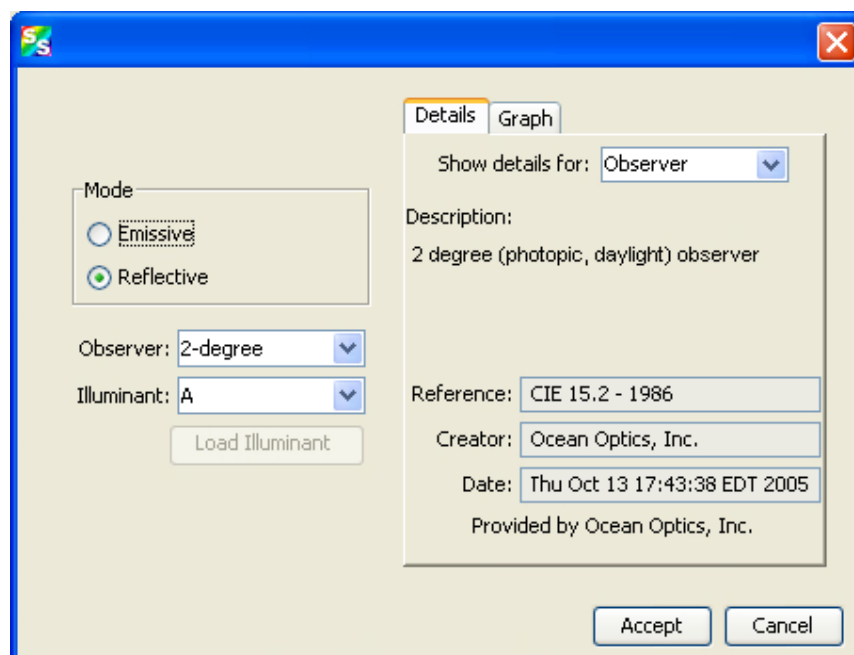 SS
Mode
Emissive
Reflective
Observer: 2-degree
Illuminant: A
Load Illuminant
Details Graph
Show details for: Observer
Description:
2 degree (photopic, daylight) observer
Reference: CIE 15.2 - 1986
Creator: Ocean Optics, Inc.
Date: Thu Oct 13 17:43:38 EDT 2005
Provided by Ocean Optics, Inc.
Accept Cancel